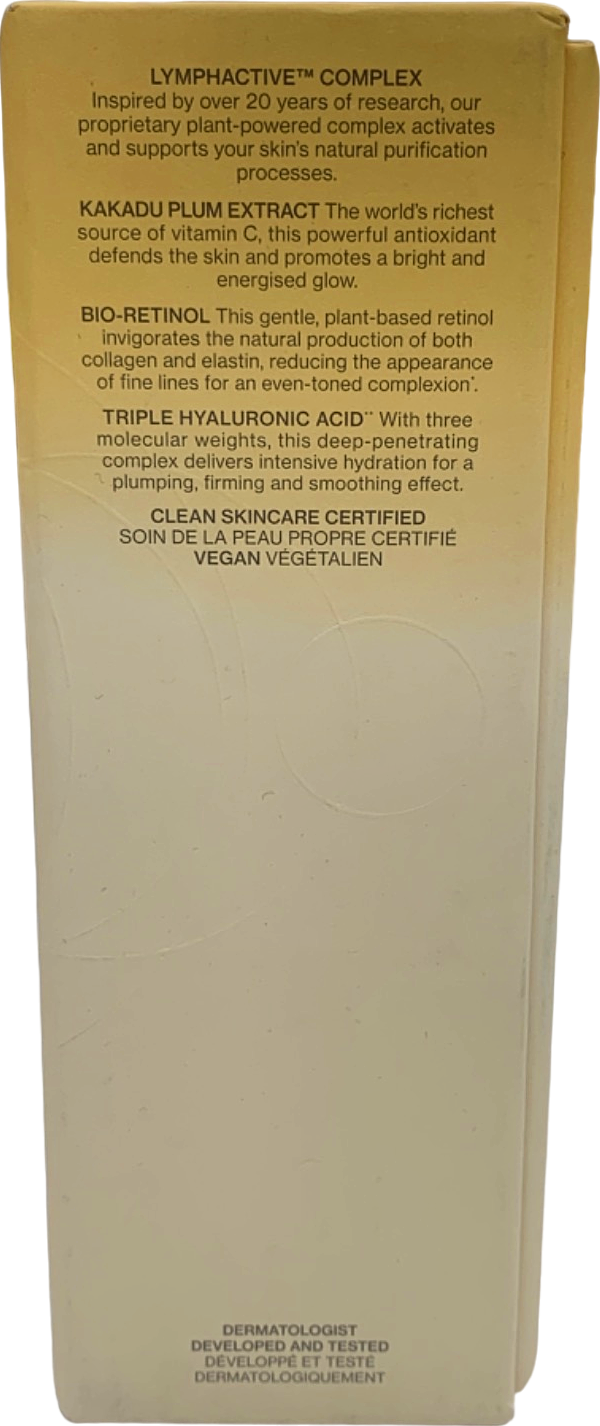 LYMPHACTIVE™ COMPLEX
Inspired by over 20 years of research, our
proprietary plant-powered complex activates
and supports your skin's natural purification
processes.
KAKADU PLUM EXTRACT The world's richest
source of vitamin C, this powerful antioxidant
defends the skin and promotes a bright and
energised glow.
BIO-RETINOL This gentle, plant-based retinol
invigorates the natural production of both
collagen and elastin, reducing the appearance
of fine lines for an even-toned complexion*.
TRIPLE HYALURONIC ACID** With three
molecular weights, this deep-penetrating
complex delivers intensive hydration for a
plumping, firming and smoothing effect.
CLEAN SKINCARE CERTIFIED
SOIN DE LA PEAU PROPRE CERTIFIÉ
VEGAN VÉGÉTALIEN
DERMATOLOGIST
DEVELOPED AND TESTED
DÉVELOPPÉ ET TESTÉ
DERMATOLOGIQUEMENT